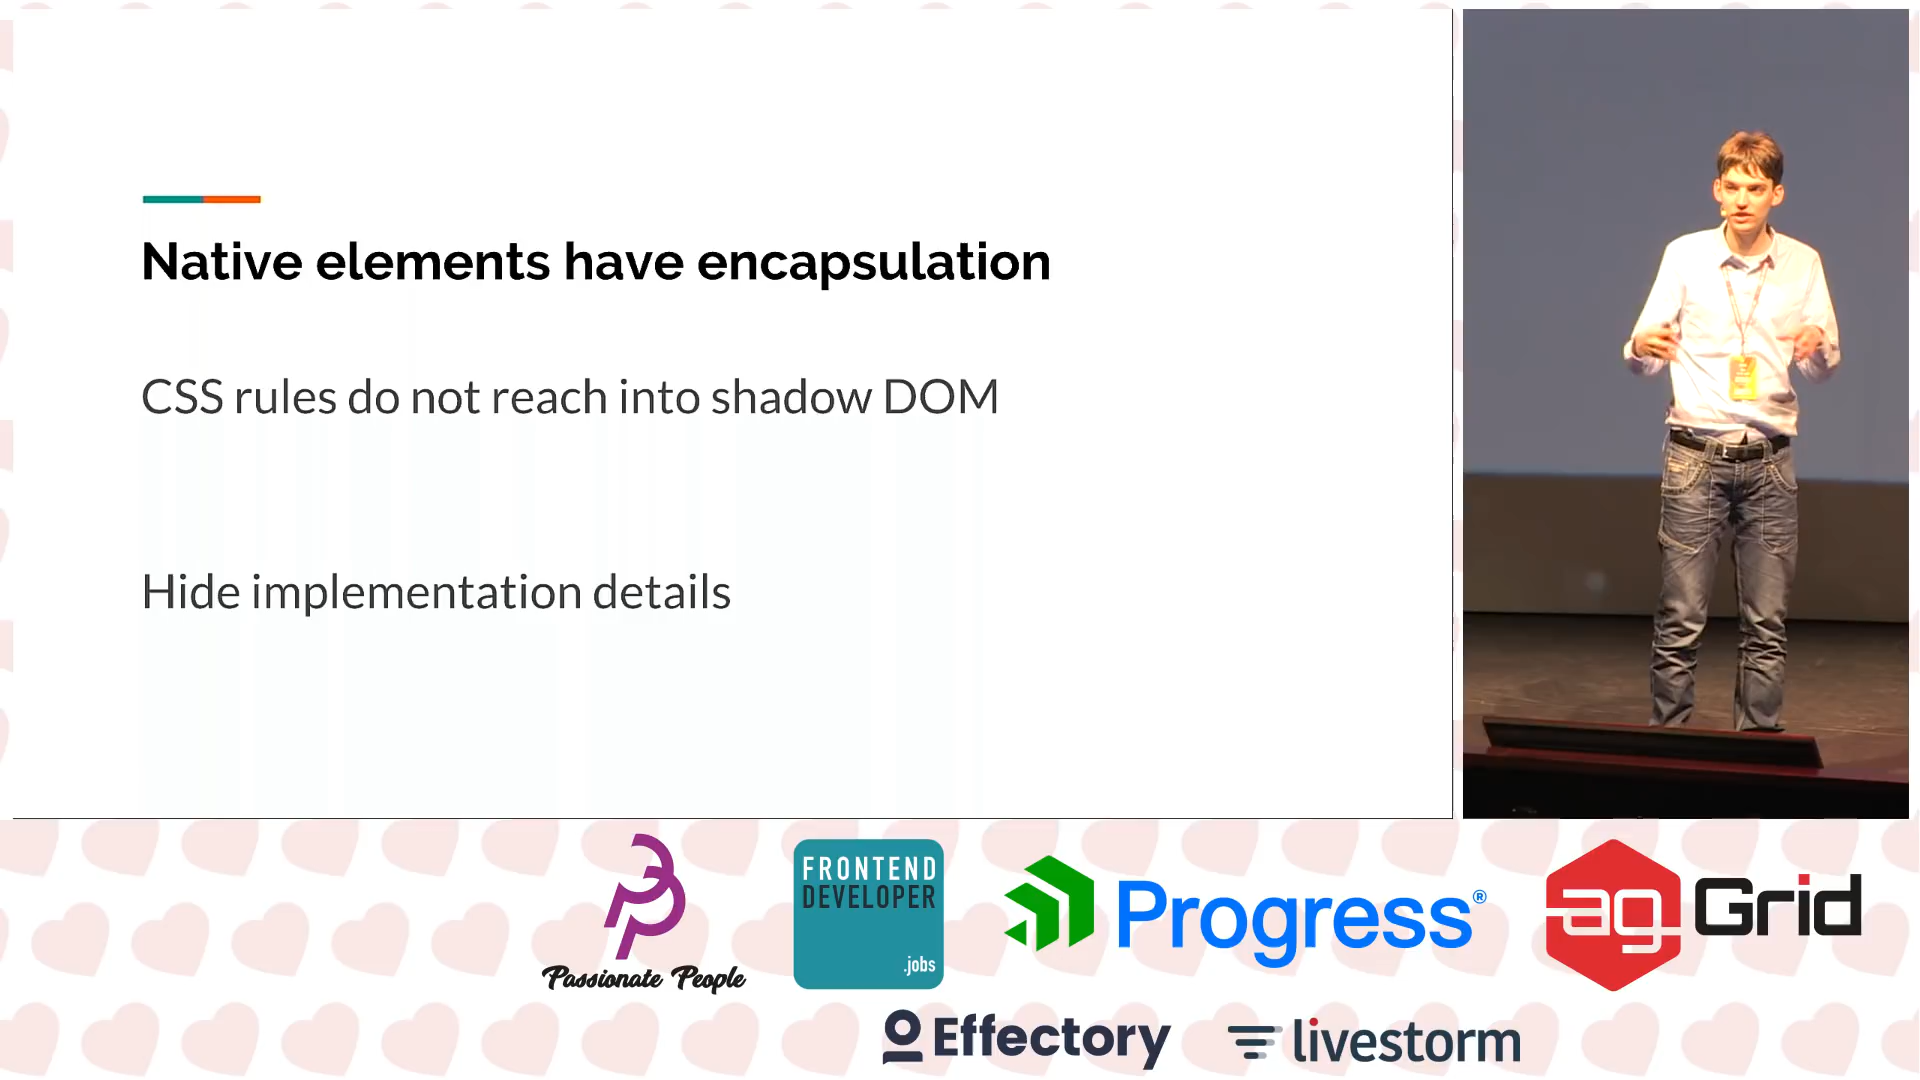 Native elements have encapsulation
CSS rules do not reach into shadow DOM
Hide implementation details
Passionate People
FRONTEND
DEVELOPER
.jobs
Progress®
ag Grid
Effectory
livestorm